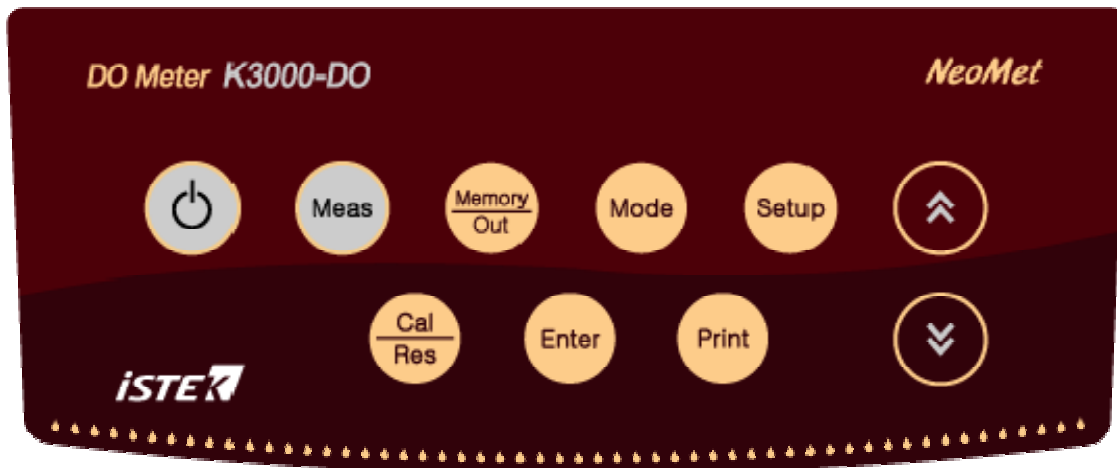 DO Meter K3000-DO
NeoMet
Meas
Memory
Out
Mode
Setup
Cal
Res
Enter
Print
iSTEK